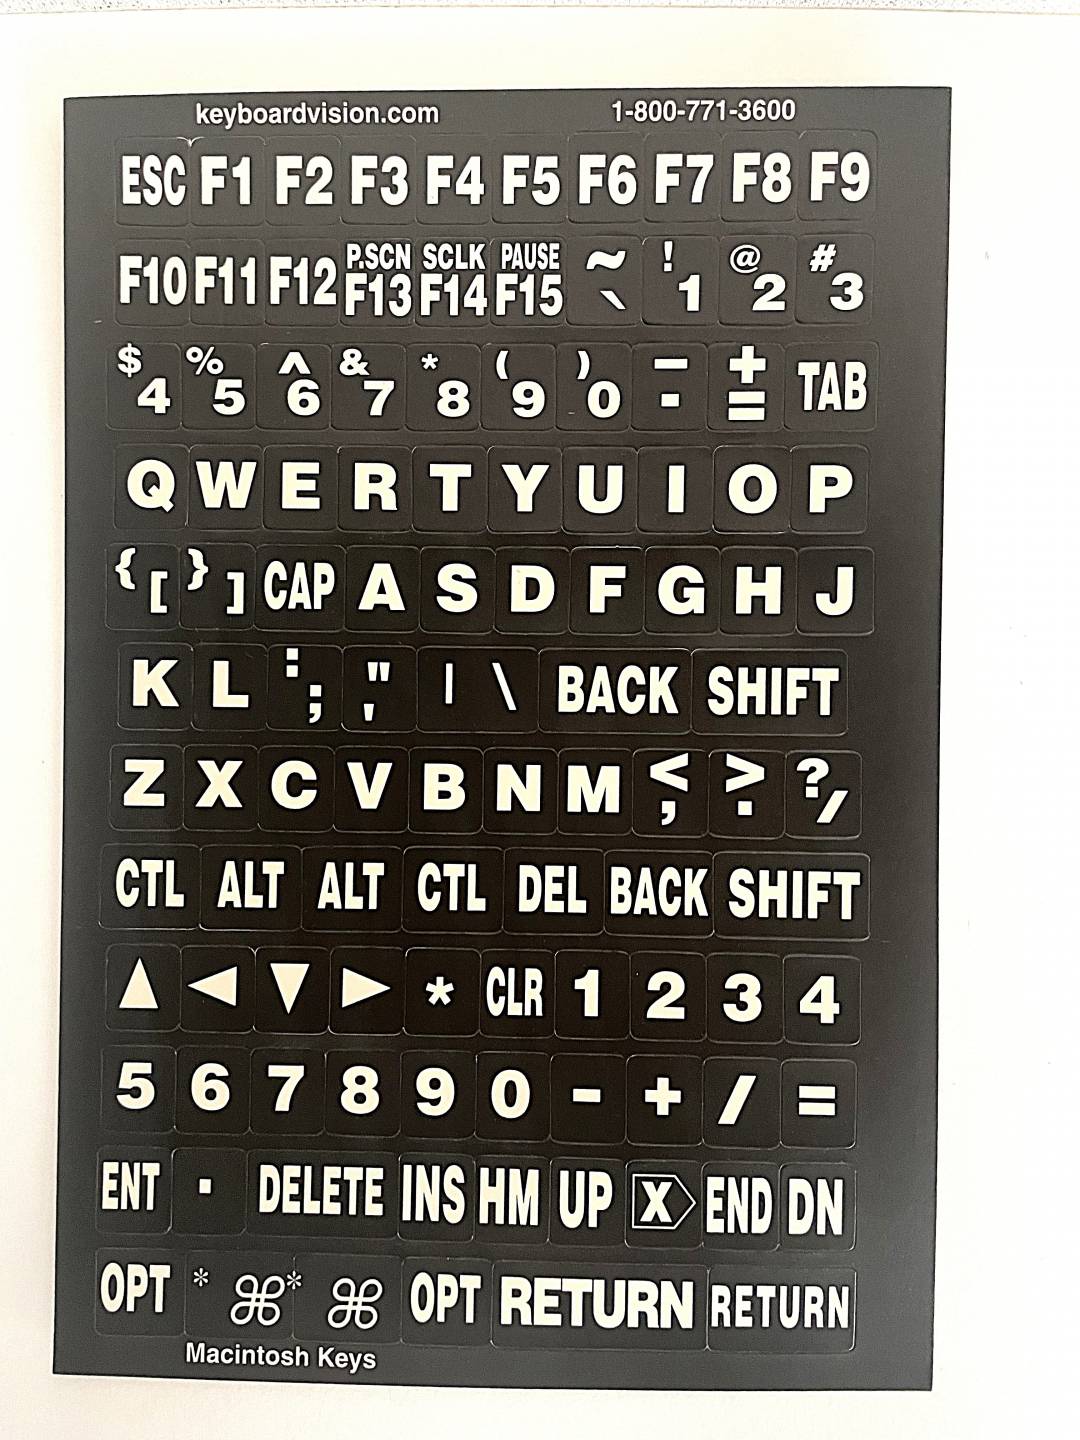 keyboardvision.com 1-800-771-3600
ESC F1 F2 F3 F4 F5 F6 F7 F8 F9
P.SCN SCLK PAUSE ~ ! @ #
F10 F11 F12 F13 F14 F15 ` 1 2 3
$ % ^ & * ( ) – +
4 5 6 7 8 9 0 - = TAB
Q W E R T Y U I O P
{ [ } ] CAP A S D F G H J
K L : ; " ' | \ BACK SHIFT
Z X C V B N M < , > . ? /
CTL ALT ALT CTL DEL BACK SHIFT
▲ ◀ ▼ ▶ * CLR 1 2 3 4
5 6 7 8 9 0 - + / =
ENT . DELETE INS HM UP X END DN
OPT * ⌘ * ⌘ OPT RETURN RETURN
Macintosh Keys